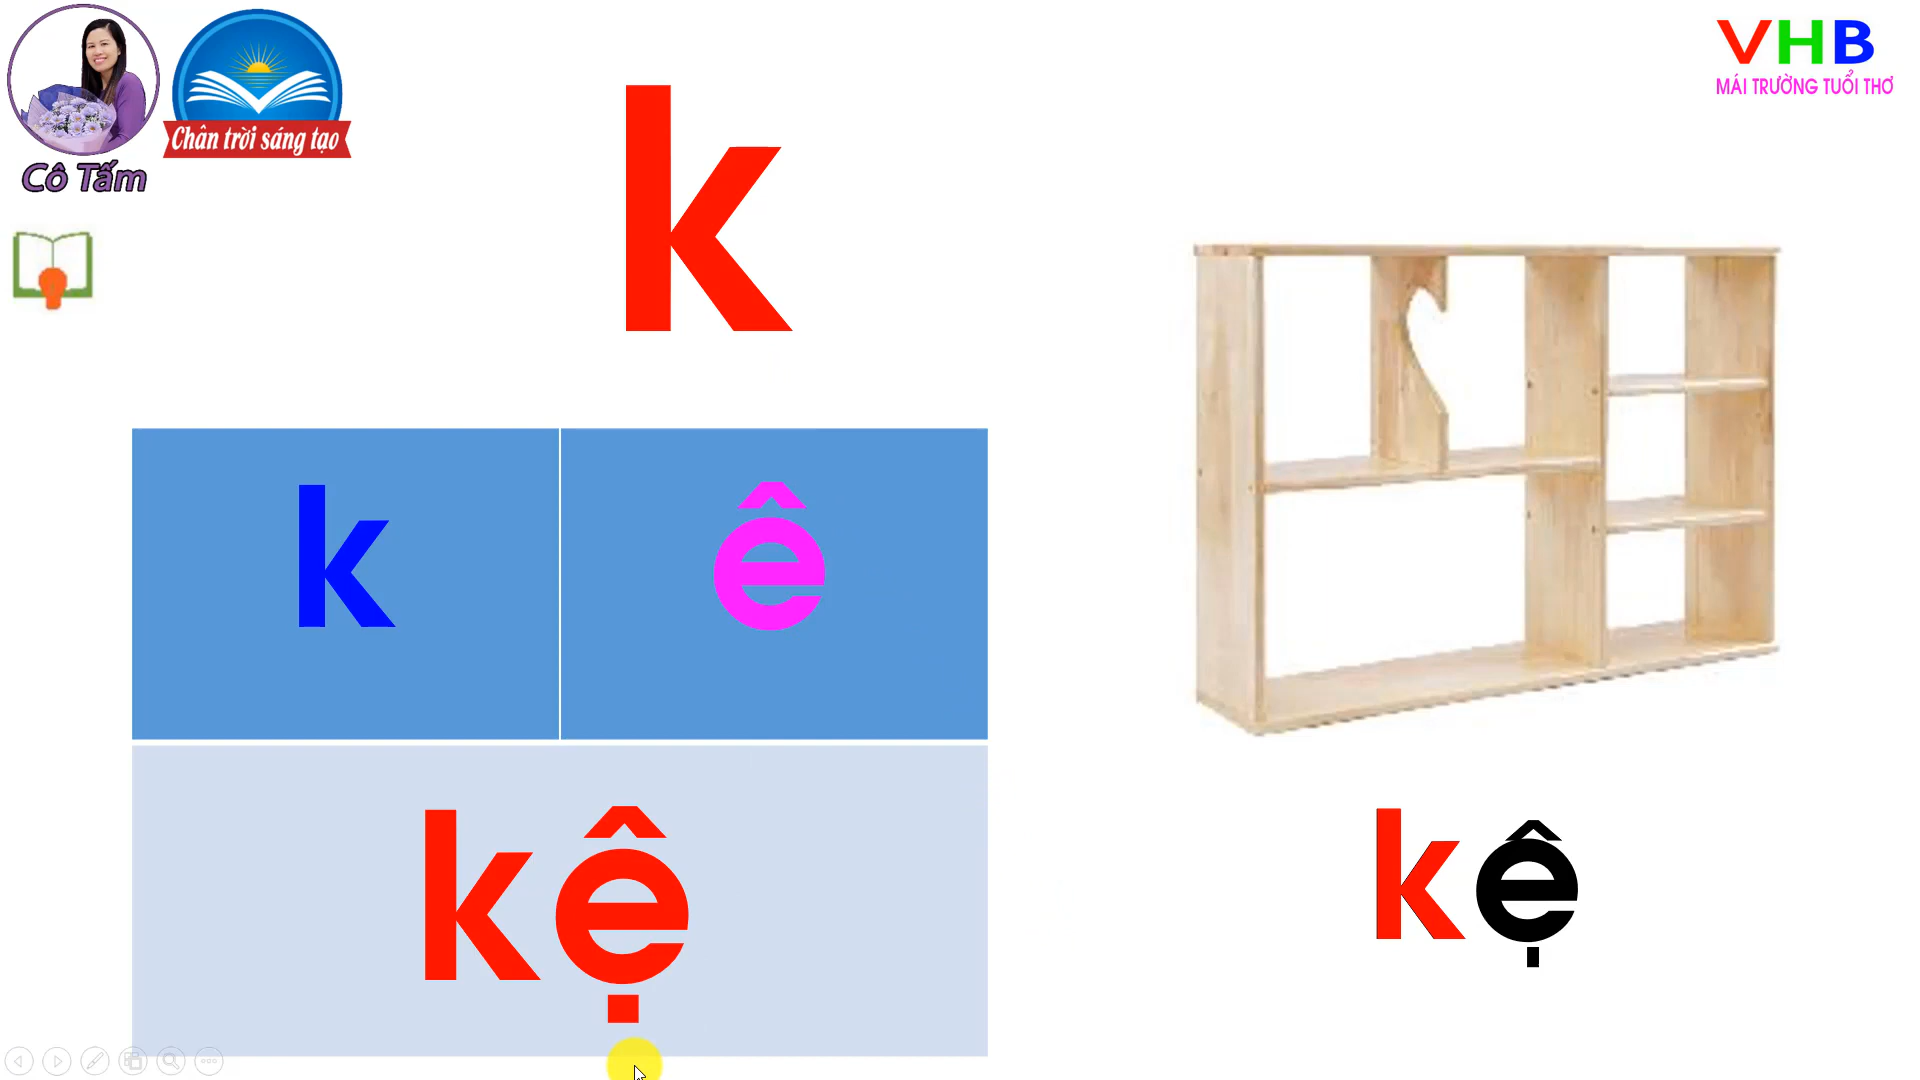 Cô Tấm
Chân trời sáng tạo
VHB
MÁI TRƯỜNG TUỔI THƠ
k
k ê
kệ
kệ